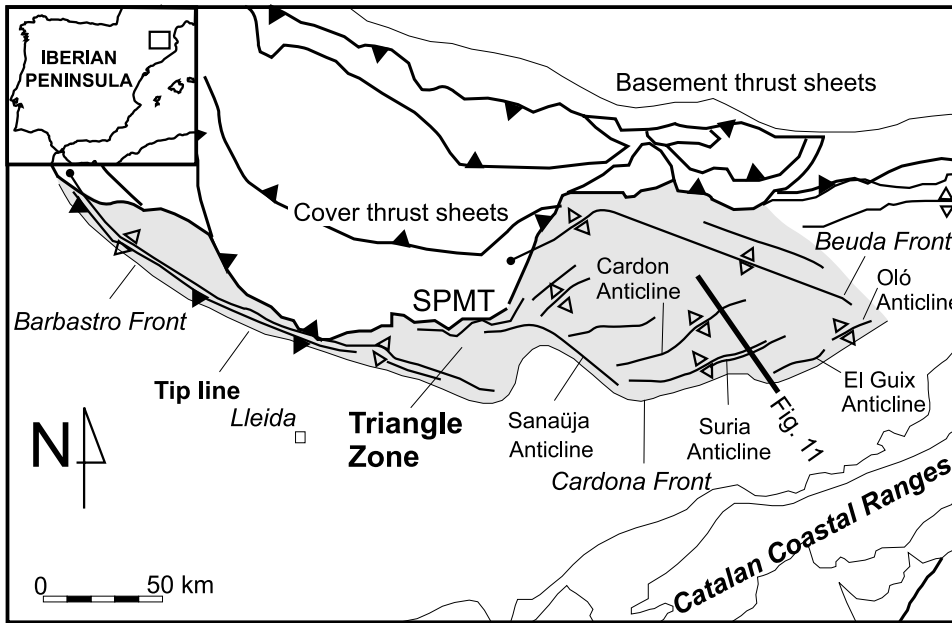 IBERIAN
PENINSULA
Basement thrust sheets
Cover thrust sheets
Beuda Front
Cardon
Anticline
Oló
Anticline
SPMT
Barbastro Front
Tip line
Lleida
Triangle
Zone
Sanaüja
Anticline
Suria
Anticline
El Guix
Anticline
Fig. 11
Cardona Front
N
Catalan Coastal Ranges
0 50 km